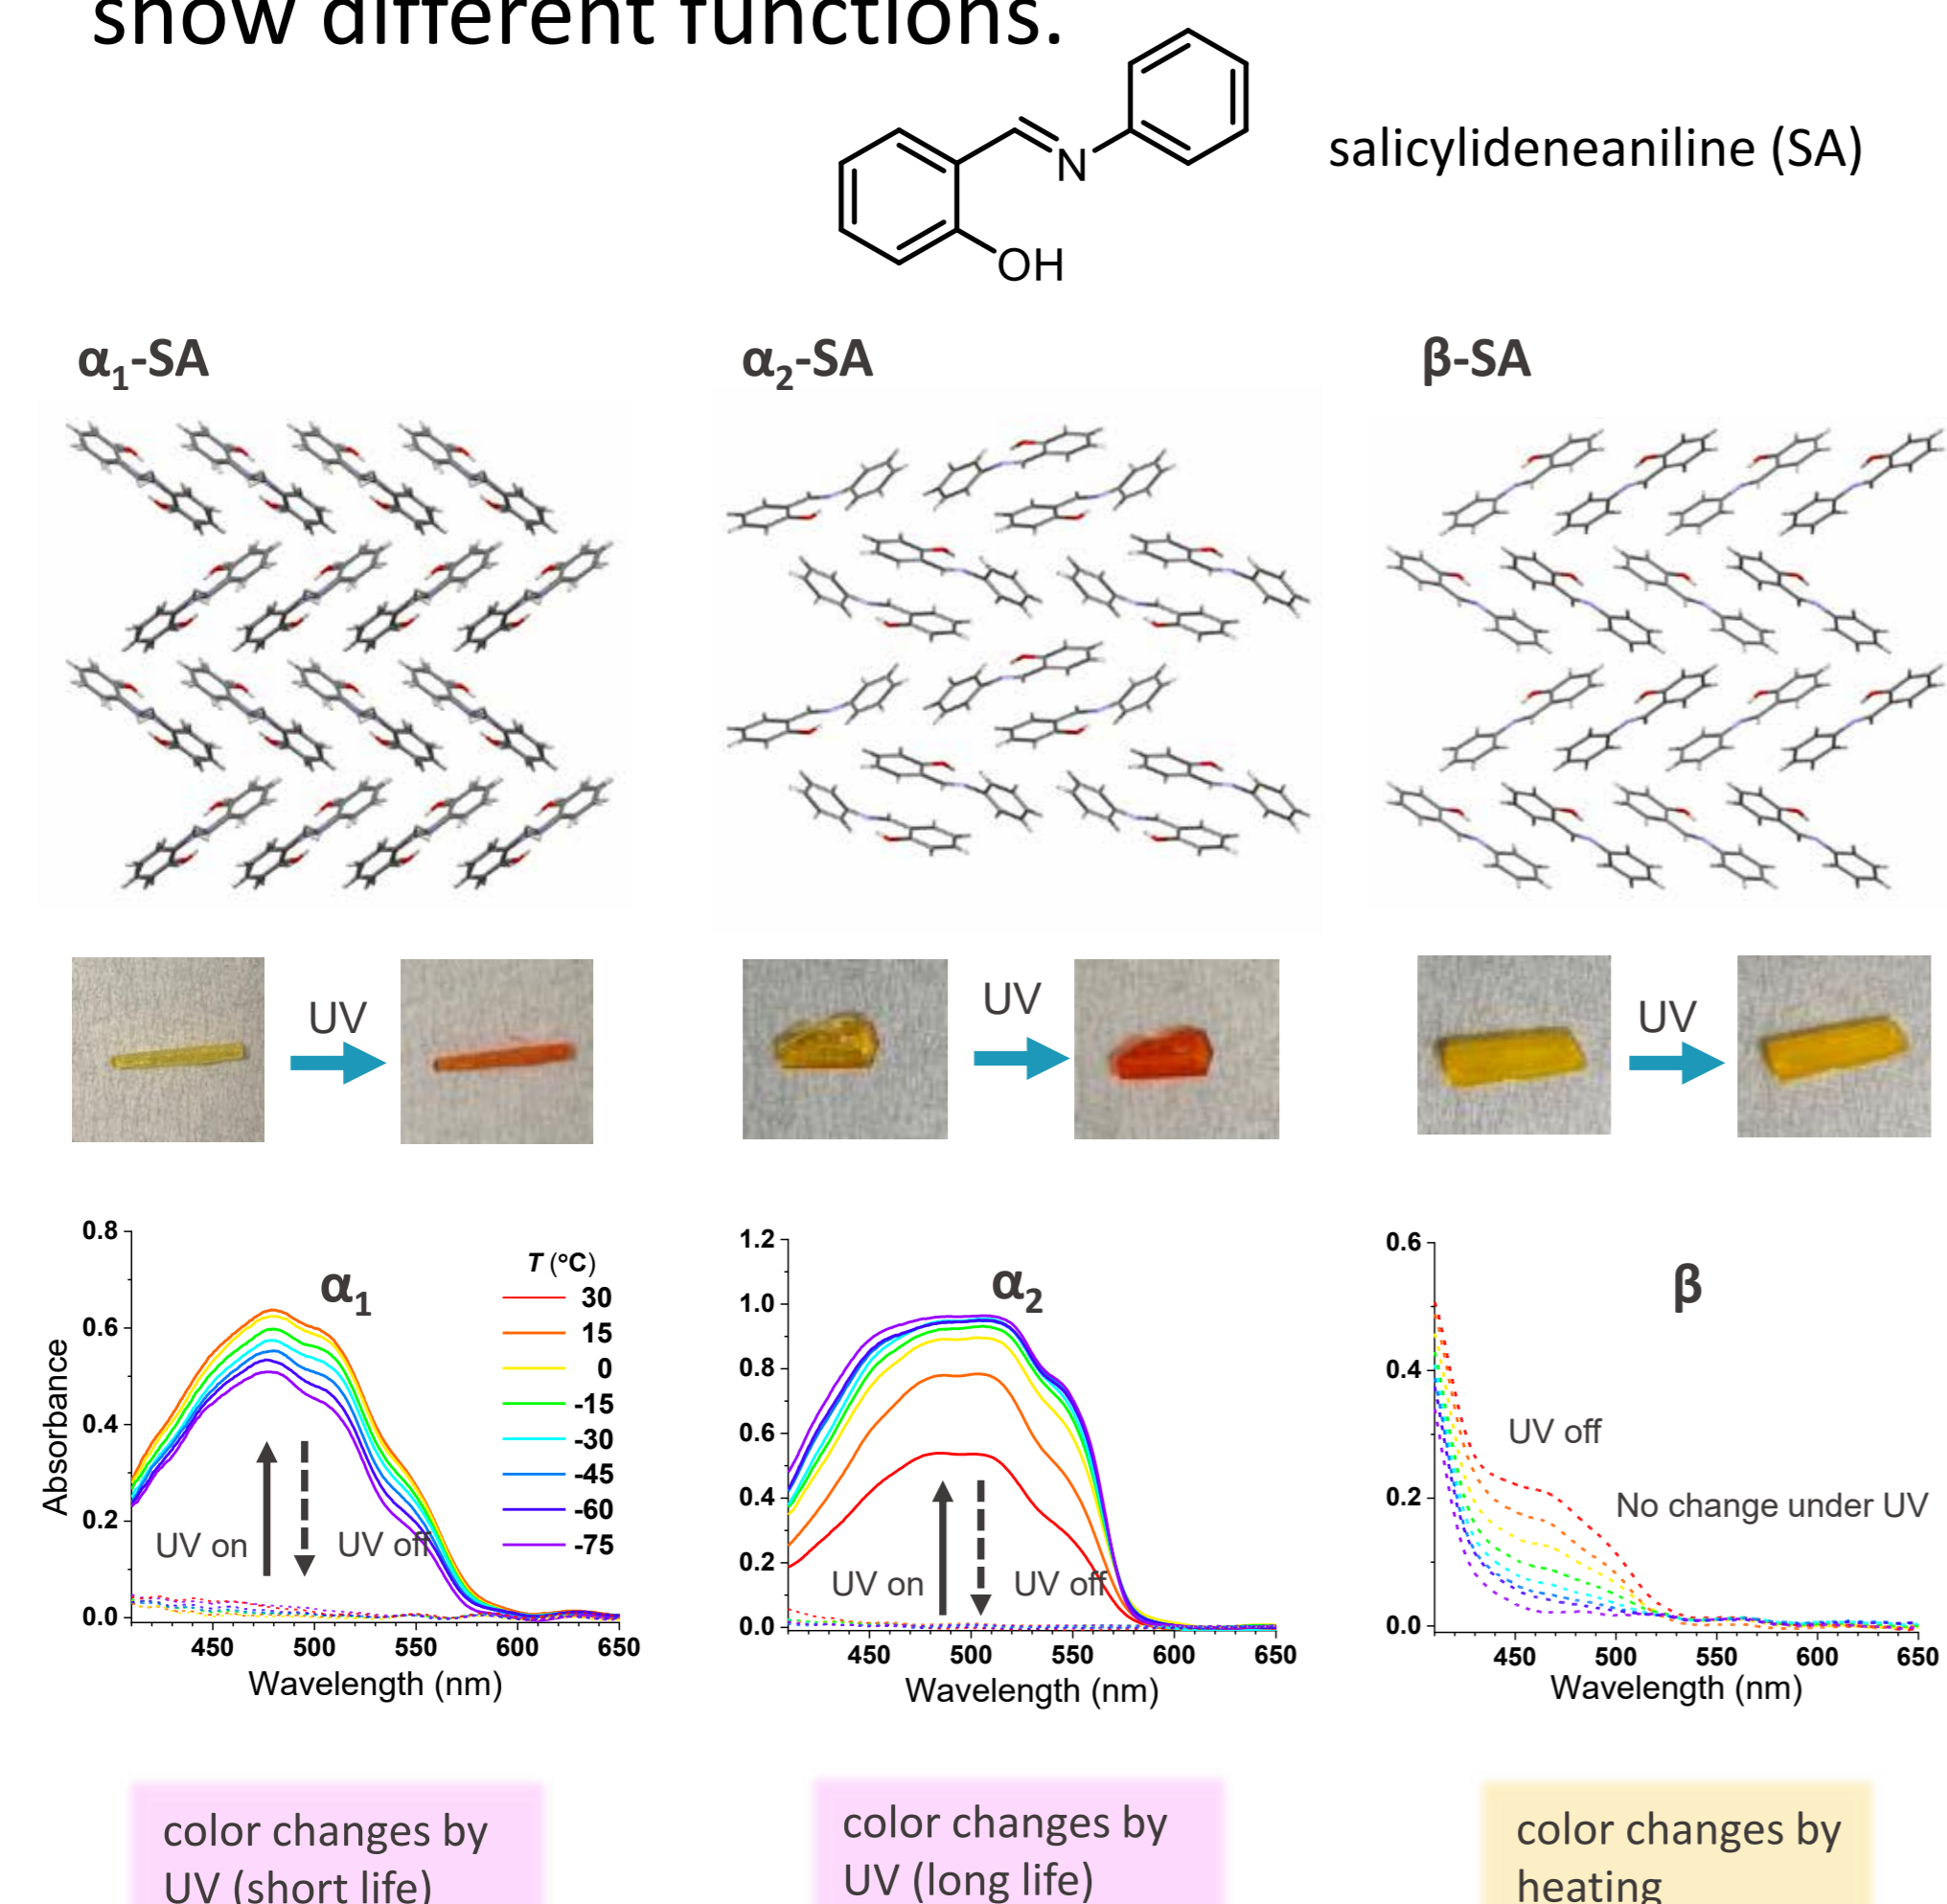 show different functions.
N
OH
salicylideneaniline (SA)
α₁-SA
α₂-SA
β-SA
UV
UV
UV
0.8
0.6
0.4
0.2
0.0
Absorbance
α₁
T (°C)
30
15
0
-15
-30
-45
-60
-75
UV on
UV off
450 500 550 600 650
Wavelength (nm)
1.2
1.0
0.8
0.6
0.4
0.2
0.0
α₂
UV on
UV off
450 500 550 600 650
Wavelength (nm)
0.6
0.4
0.2
0.0
β
UV off
No change under UV
450 500 550 600 650
Wavelength (nm)
color changes by
UV (short life)
color changes by
UV (long life)
color changes by
heating